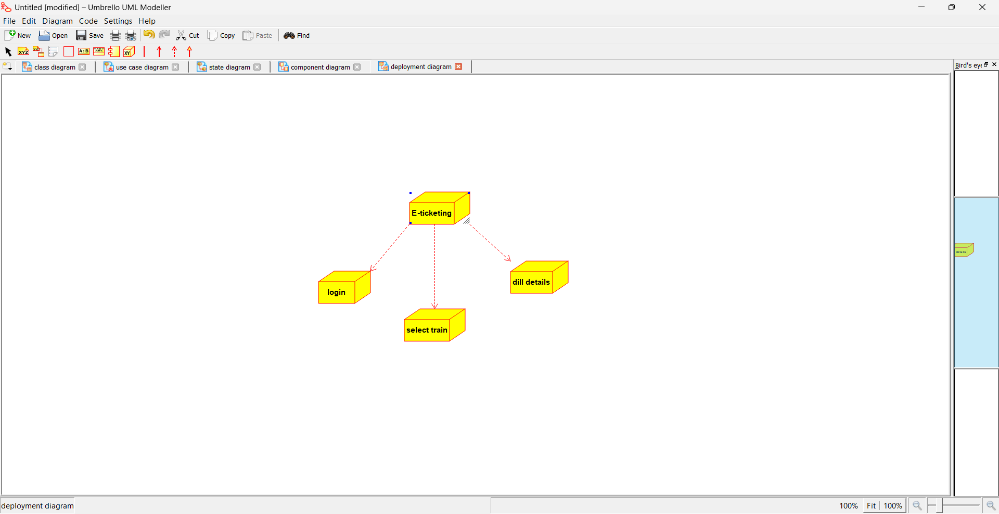 Untitled [modified] – Umbrello UML Modeller
File Edit Diagram Code Settings Help
New Open Save Cut Copy Paste Find
class diagram use case diagram state diagram component diagram deployment diagram Bird's ey
E-ticketing
dill details
login
select train
deployment diagram 100% Fit 100%